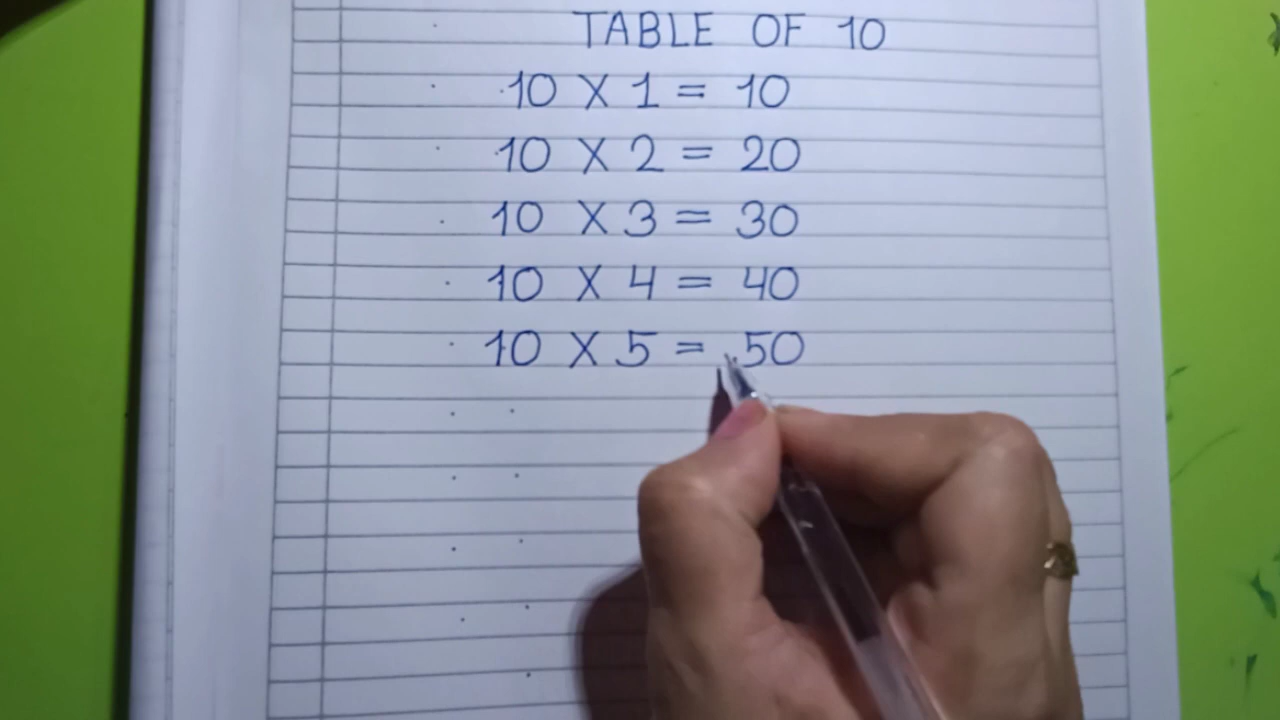 TABLE OF 10
10 X 1 = 10
10 X 2 = 20
10 X 3 = 30
10 X 4 = 40
10 X 5 = 50